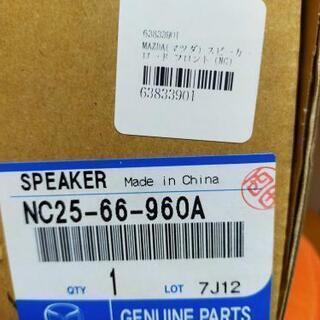 63833901
MAZDA(マツダ) スピーカー
ロード フロント (NC)
63833901
SPEAKER Made in China
NC25-66-960A
QTY 1 LOT 7J12
GENUINE PARTS